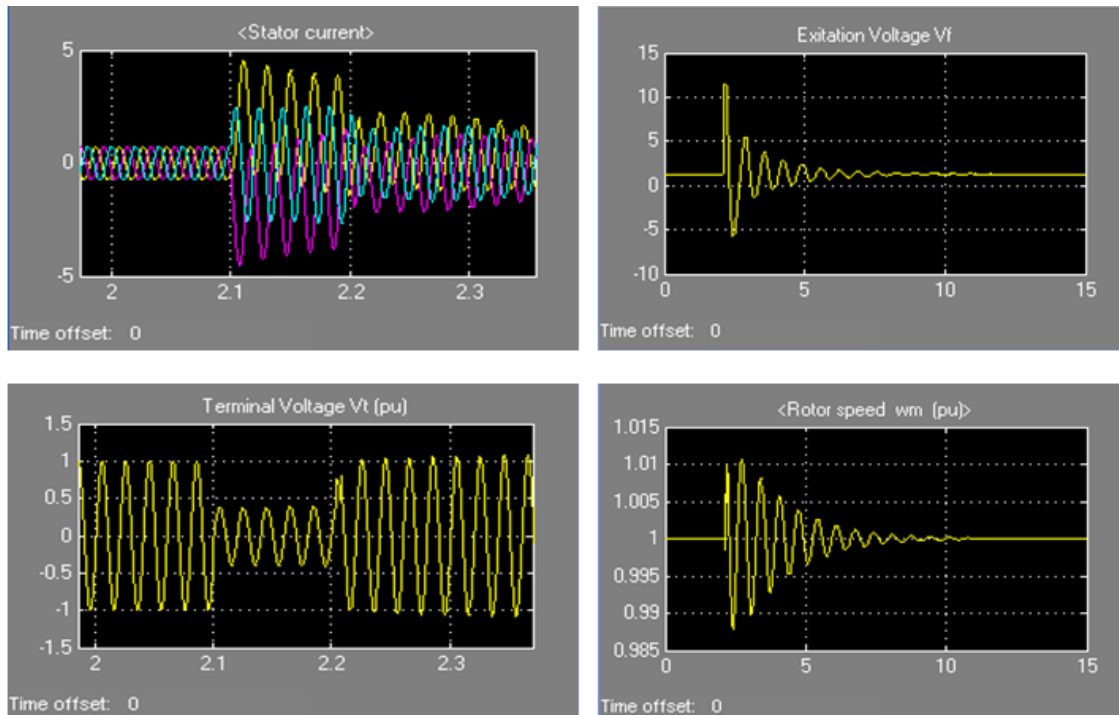 <Stator current>
5
0
-5
2 2.1 2.2 2.3
Time offset: 0
Exitation Voltage Vf
15
10
5
0
-5
-10
0 5 10 15
Time offset: 0
Terminal Voltage Vt (pu)
1.5
1
0.5
0
-0.5
-1
-1.5
2 2.1 2.2 2.3
Time offset: 0
<Rotor speed wm (pu)>
1.015
1.01
1.005
1
0.995
0.99
0.985
0 5 10 15
Time offset: 0